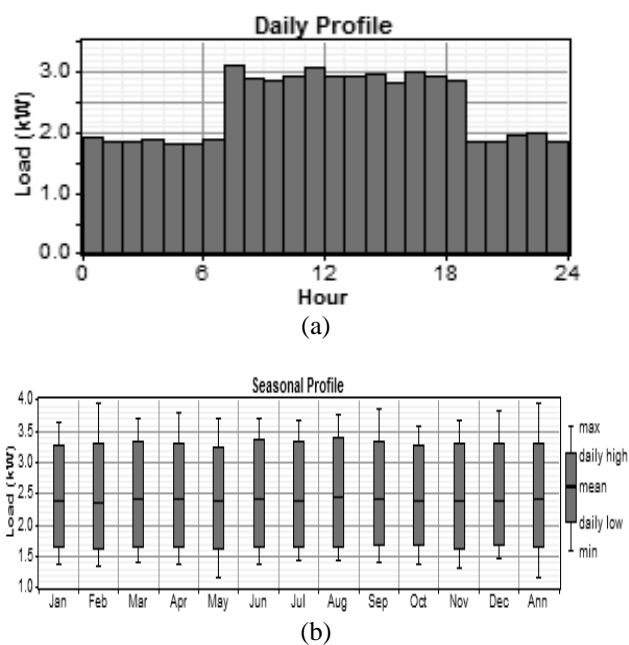 Daily Profile
3.0
2.0
1.0
0.0
Load (kW)
0 6 12 18 24
Hour
(a)
Seasonal Profile
4.0
3.5
3.0
2.5
2.0
1.5
1.0
Load (kW)
Jan Feb Mar Apr May Jun Jul Aug Sep Oct Nov Dec Ann
max
daily high
mean
daily low
min
(b)